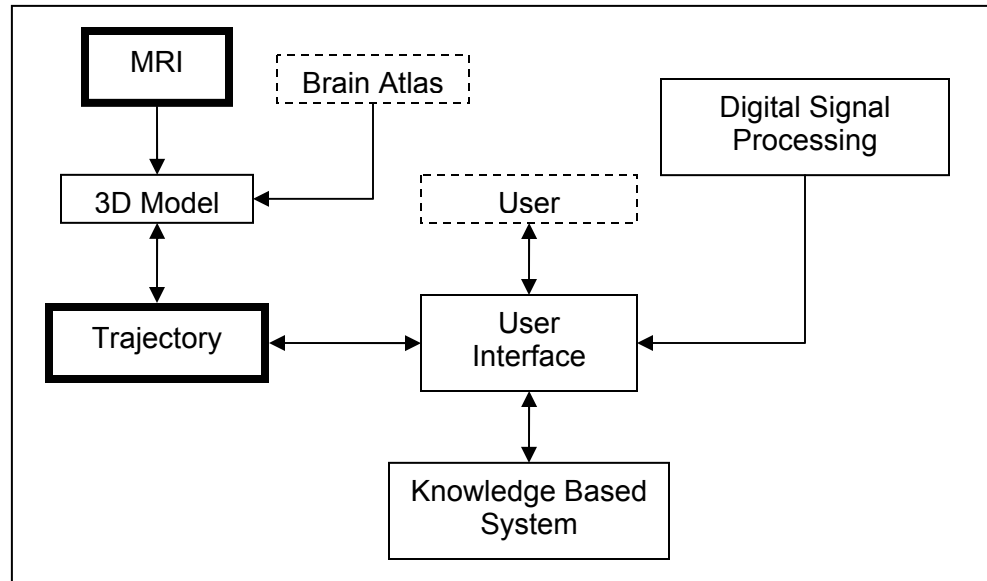 MRI
Brain Atlas
Digital Signal
Processing
3D Model
User
Trajectory
User
Interface
Knowledge Based
System